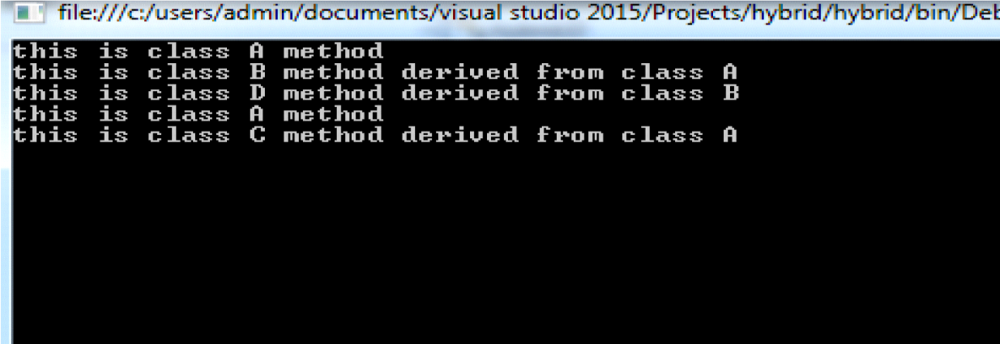 file:///c:/users/admin/documents/visual studio 2015/Projects/hybrid/hybrid/bin/Deb
this is class A method
this is class B method derived from class A
this is class D method derived from class B
this is class A method
this is class C method derived from class A